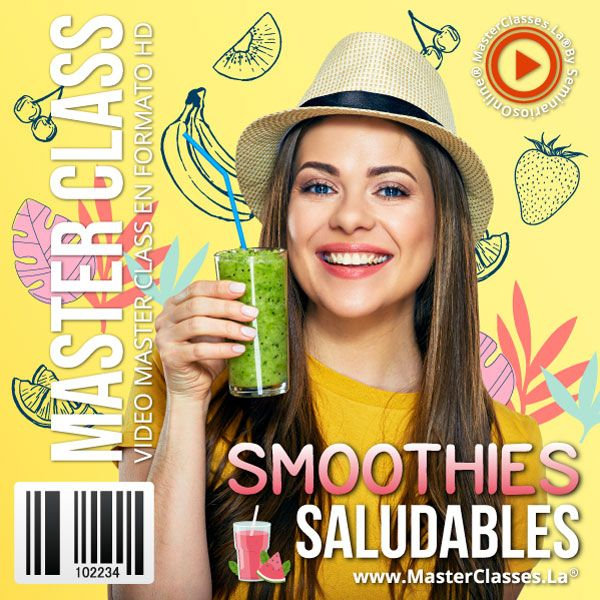 MASTER CLASS
VIDEO MASTER CLASS EN FORMATO HD
MasterClasses.La®By SeminariosOnline®
SMOOTHIES
SALUDABLES
www.MasterClasses.La®
102234